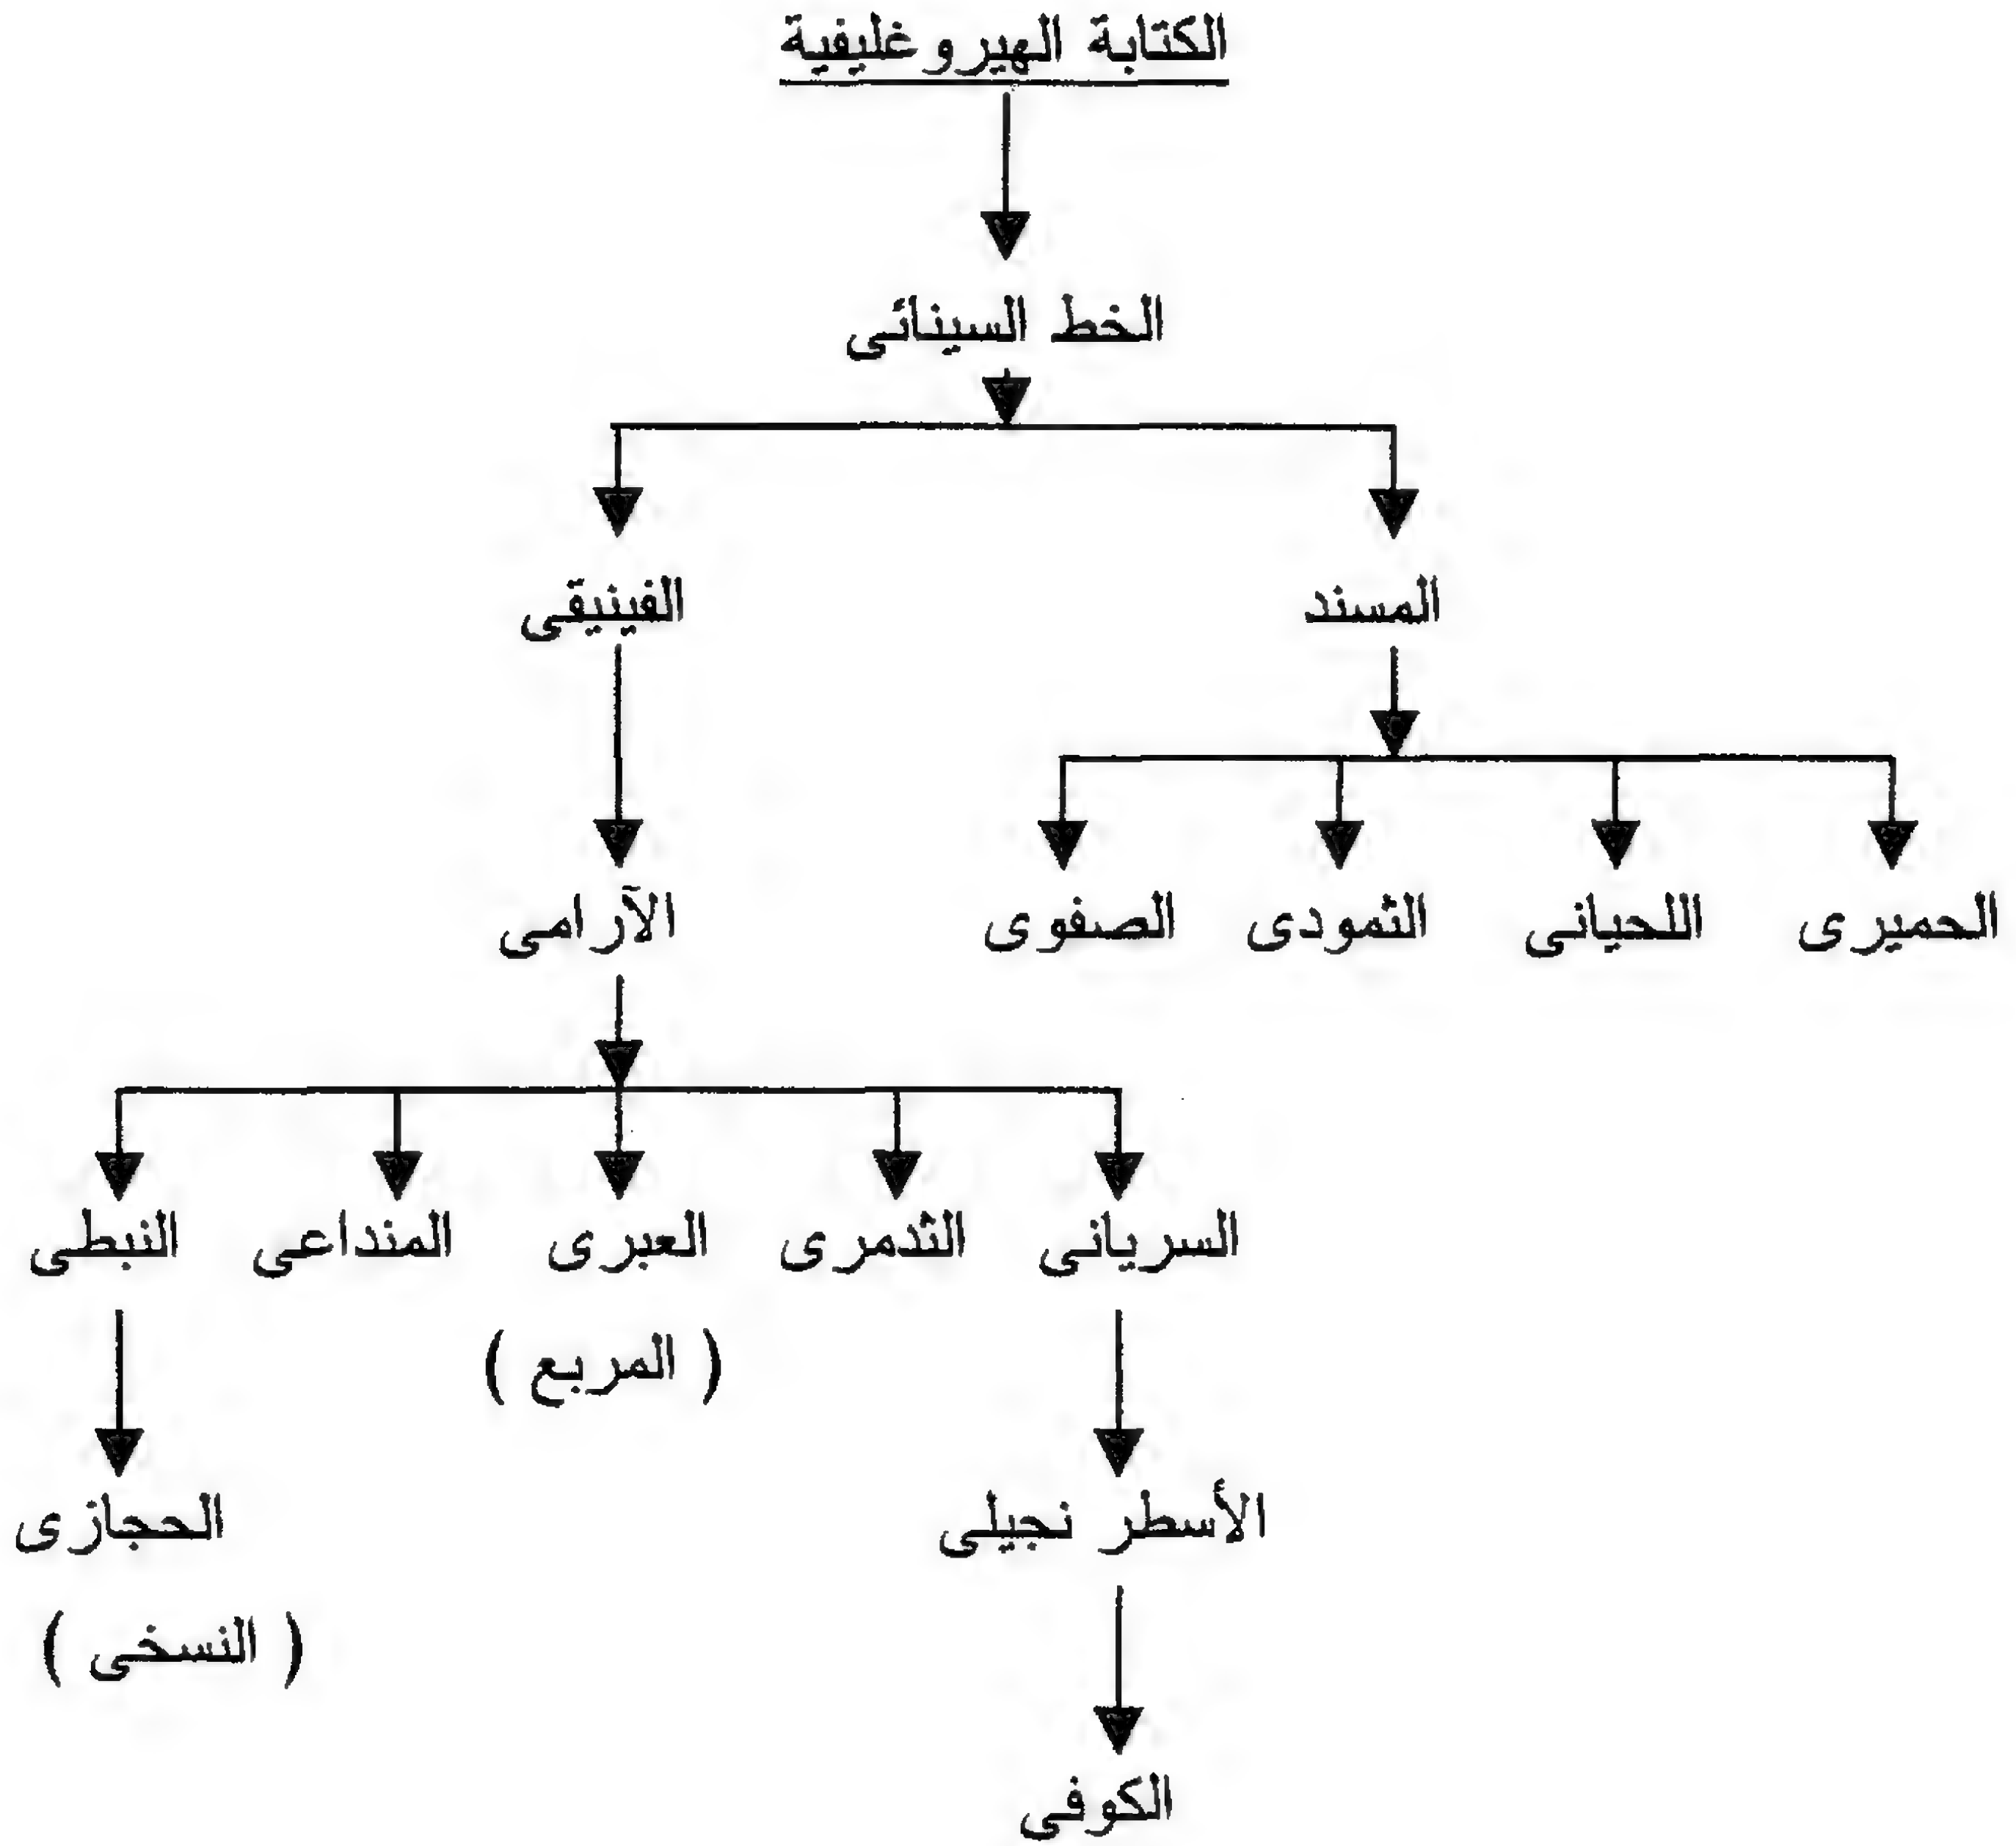 الكتابة الهيروغليفية
الخط السينائى
المسند
الفينيقى
الحميرى
اللحيانى
الثمودى
الصفوى
الآرامى
السريانى
الثدمرى
العبرى
( المربع )
المنداعى
النبطى
الأسطر نجيلى
الحجازى
( النسخى )
الكوفى